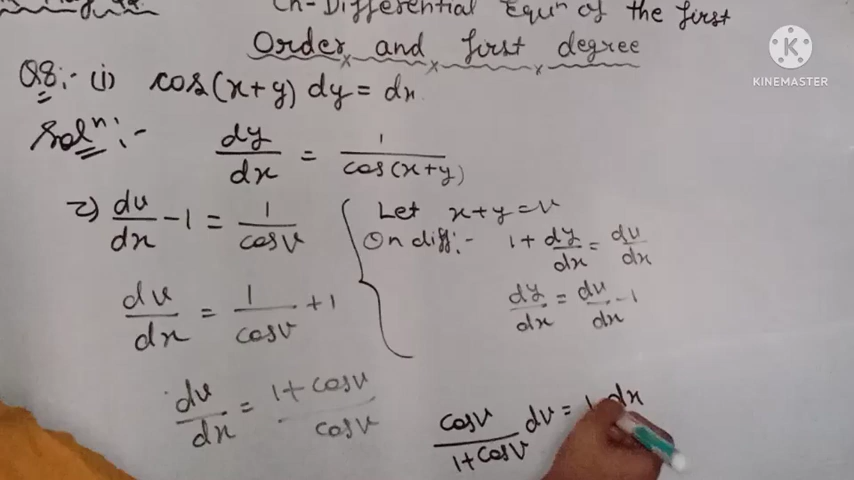 Ch-Differential Equⁿ of the first
Order and first degree
KINEMASTER
Q8:- (i) cos(x+y) dy = dx
Solⁿ:- dy/dx = 1/cos(x+y)
=> dv/dx - 1 = 1/cosv
Let x+y=v
On diff:- 1 + dy/dx = dv/dx
dy/dx = dv/dx - 1
dv/dx = 1/cosv + 1
dv/dx = 1+cosv/cosv
cosv/1+cosv dv = 1 dx